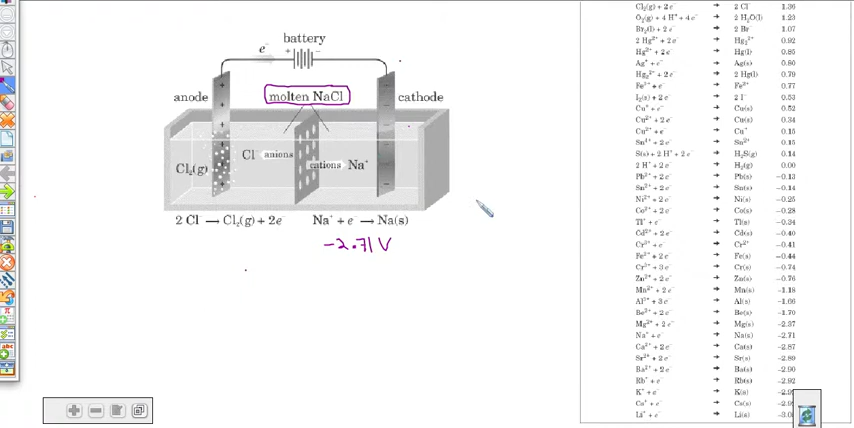 battery
e⁻
+ −
anode
molten NaCl
cathode
Cl⁻ anions
cations Na⁺
Cl₂(g)
2 Cl⁻ → Cl₂(g) + 2e⁻
Na⁺ + e⁻ → Na(s)
-2.71 V
Cl₂(g) + 2 e⁻ → 2 Cl⁻ 1.36
O₂(g) + 4 H⁺ + 4 e⁻ → 2 H₂O(l) 1.23
Br₂(l) + 2 e⁻ → 2 Br⁻ 1.07
2 Hg²⁺ + 2 e⁻ → Hg₂²⁺ 0.92
Hg²⁺ + 2 e⁻ → Hg(l) 0.85
Ag⁺ + e⁻ → Ag(s) 0.80
Hg₂²⁺ + 2 e⁻ → 2 Hg(l) 0.79
Fe³⁺ + e⁻ → Fe²⁺ 0.77
I₂(s) + 2 e⁻ → 2 I⁻ 0.53
Cu⁺ + e⁻ → Cu(s) 0.52
Cu²⁺ + 2 e⁻ → Cu(s) 0.34
Cu²⁺ + e⁻ → Cu⁺ 0.15
Sn⁴⁺ + 2 e⁻ → Sn²⁺ 0.15
S(s) + 2 H⁺ + 2 e⁻ → H₂S(g) 0.14
2 H⁺ + 2 e⁻ → H₂(g) 0.00
Pb²⁺ + 2 e⁻ → Pb(s) -0.13
Sn²⁺ + 2 e⁻ → Sn(s) -0.14
Ni²⁺ + 2 e⁻ → Ni(s) -0.25
Co²⁺ + 2 e⁻ → Co(s) -0.28
Tl⁺ + e⁻ → Tl(s) -0.34
Cd²⁺ + 2 e⁻ → Cd(s) -0.40
Cr³⁺ + e⁻ → Cr²⁺ -0.41
Fe²⁺ + 2 e⁻ → Fe(s) -0.44
Cr³⁺ + 3 e⁻ → Cr(s) -0.74
Zn²⁺ + 2 e⁻ → Zn(s) -0.76
Mn²⁺ + 2 e⁻ → Mn(s) -1.18
Al³⁺ + 3 e⁻ → Al(s) -1.66
Be²⁺ + 2 e⁻ → Be(s) -1.70
Mg²⁺ + 2 e⁻ → Mg(s) -2.37
Na⁺ + e⁻ → Na(s) -2.71
Ca²⁺ + 2 e⁻ → Ca(s) -2.87
Sr²⁺ + 2 e⁻ → Sr(s) -2.89
Ba²⁺ + 2 e⁻ → Ba(s) -2.90
Rb⁺ + e⁻ → Rb(s) -2.92
K⁺ + e⁻ → K(s)
Cs⁺ + e⁻ → Cs(s)
Li⁺ + e⁻ → Li(s)